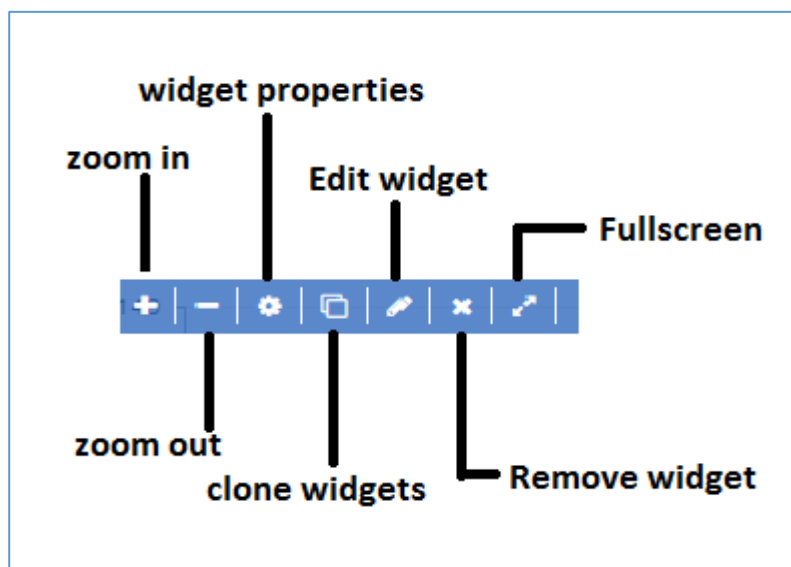 widget properties
zoom in
Edit widget
Fullscreen
zoom out
clone widgets
Remove widget